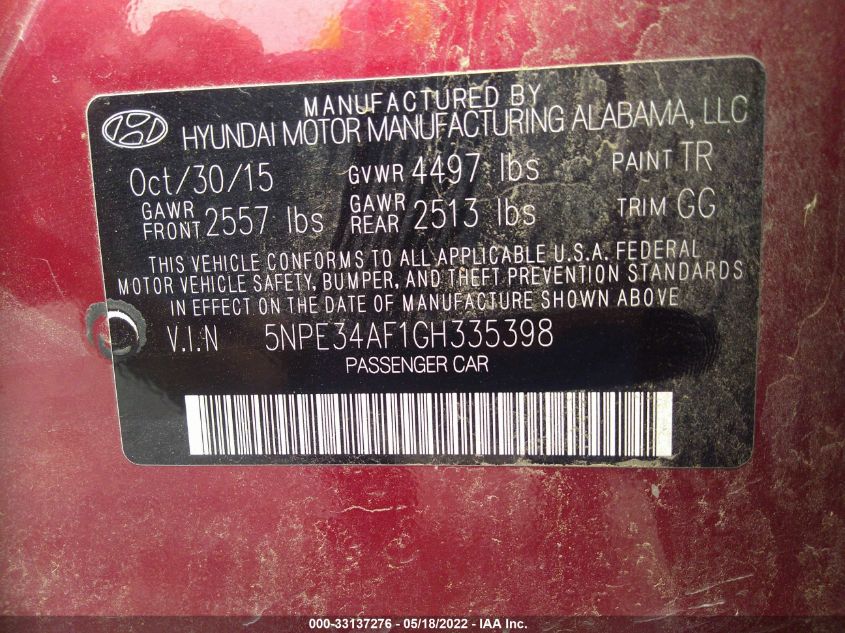 MANUFACTURED BY
HYUNDAI MOTOR MANUFACTURING ALABAMA, LLC
Oct/30/15 GVWR 4497 lbs PAINT TR
GAWR FRONT 2557 lbs GAWR REAR 2513 lbs TRIM GG
THIS VEHICLE CONFORMS TO ALL APPLICABLE U.S.A. FEDERAL
MOTOR VEHICLE SAFETY, BUMPER, AND THEFT PREVENTION STANDARDS
IN EFFECT ON THE DATE OF MANUFACTURE SHOWN ABOVE
V.I.N 5NPE34AF1GH335398
PASSENGER CAR
000-33137276 - 05/18/2022 - IAA Inc.